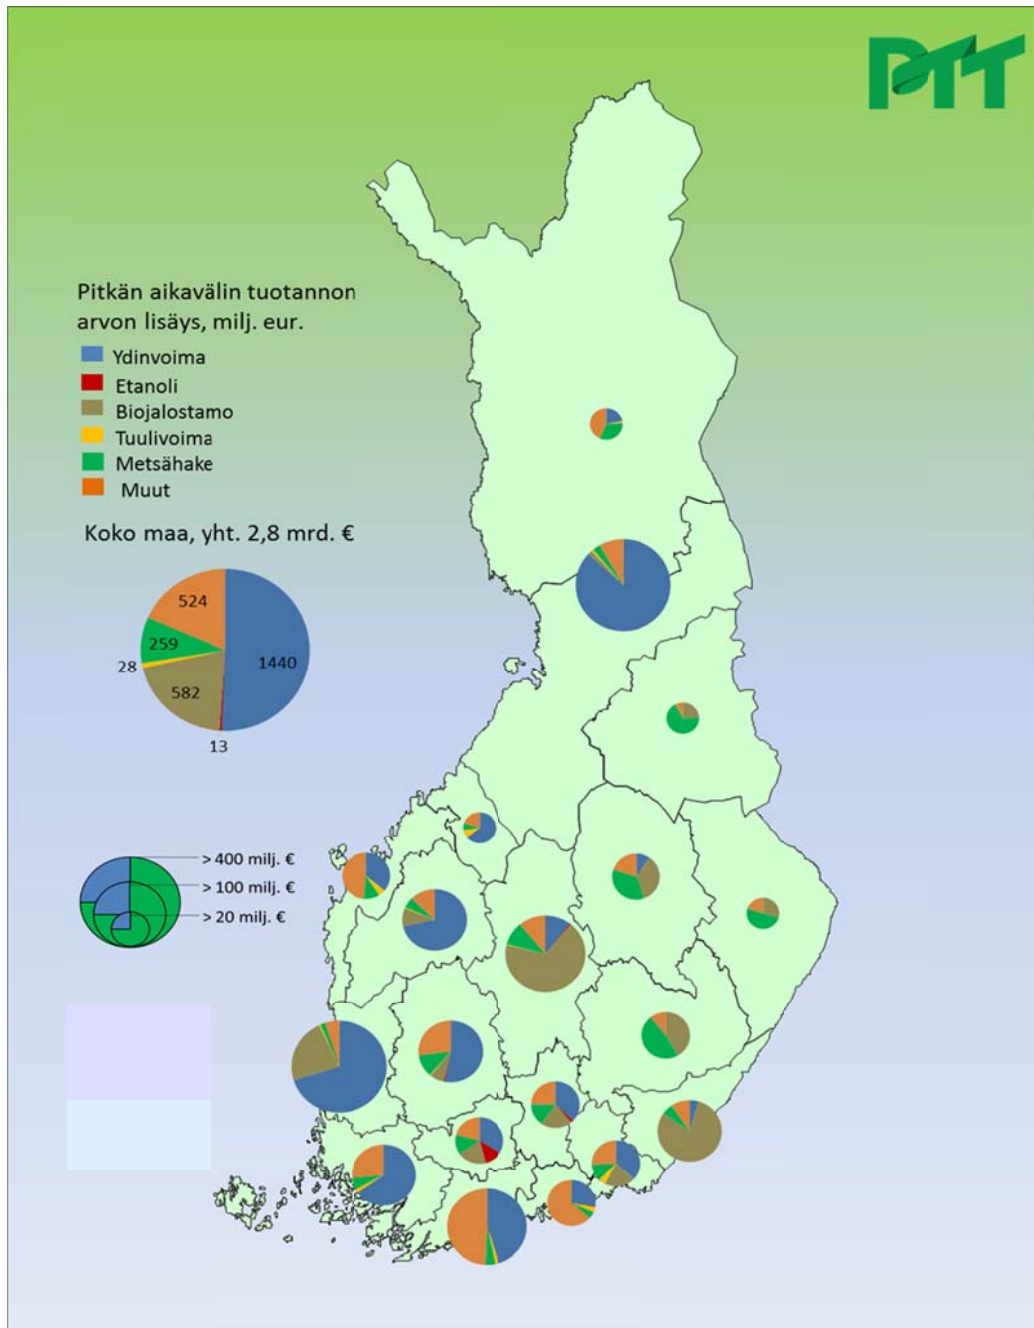 PTT
Pitkän aikavälin tuotannon
arvon lisäys, milj. eur.
Ydinvoima
Etanoli
Biojalostamo
Tuulivoima
Metsähake
Muut
Koko maa, yht. 2,8 mrd. €
524
259
28
1440
582
13
> 400 milj. €
> 100 milj. €
> 20 milj. €